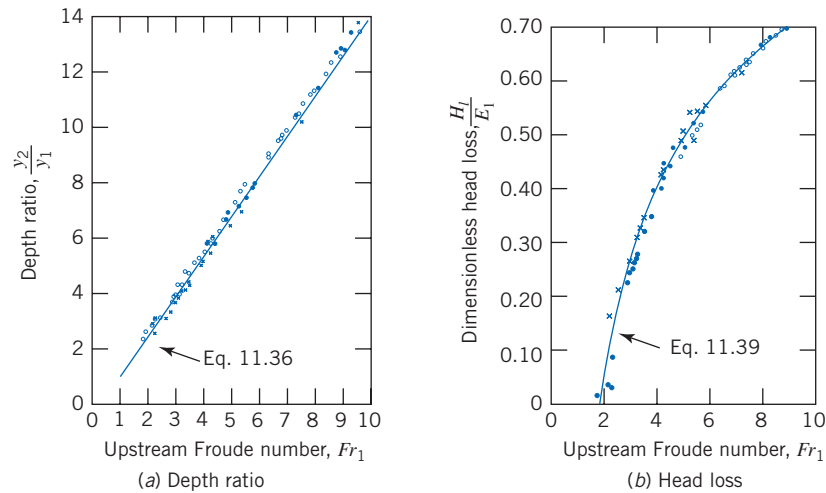 14
12
10
8
6
4
2
0
Depth ratio, y2/y1
Eq. 11.36
0 1 2 3 4 5 6 7 8 9 10
Upstream Froude number, Fr1
(a) Depth ratio
0.70
0.60
0.50
0.40
0.30
0.20
0.10
0
Dimensionless head loss, Hl/E1
Eq. 11.39
0 2 4 6 8 10
Upstream Froude number, Fr1
(b) Head loss